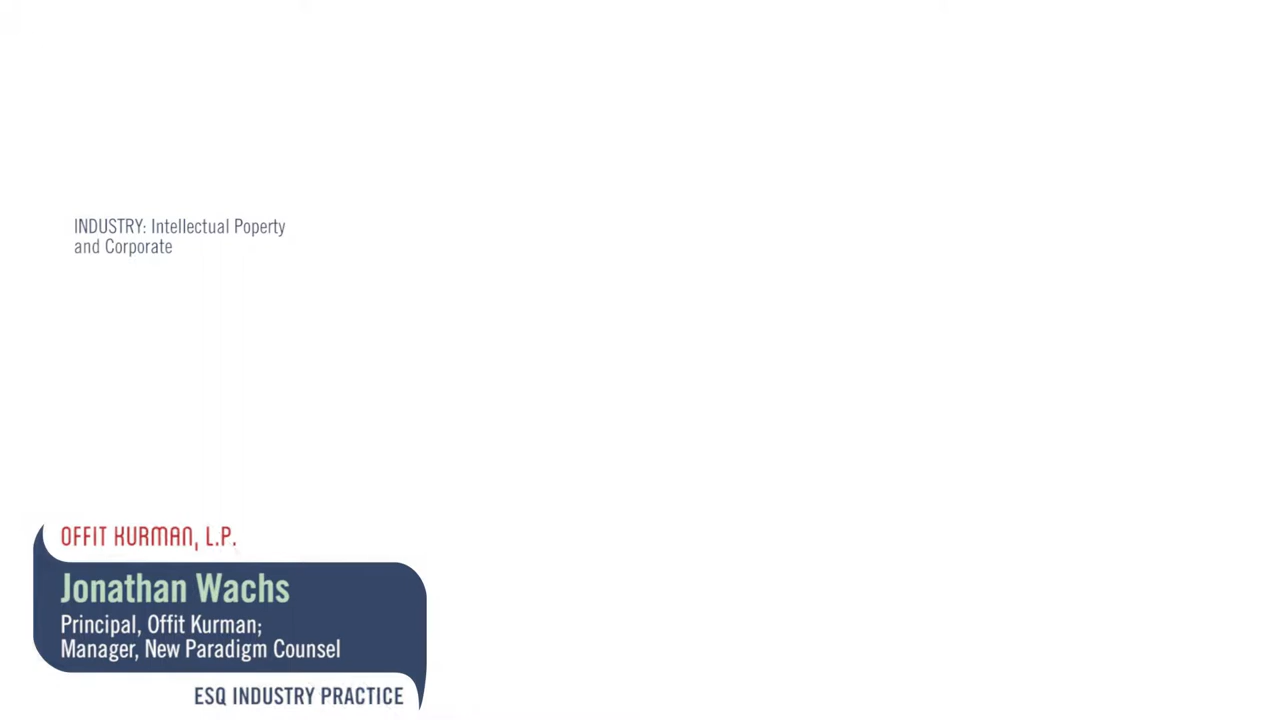 INDUSTRY: Intellectual Poperty
and Corporate
OFFIT KURMAN, L.P.
Jonathan Wachs
Principal, Offit Kurman;
Manager, New Paradigm Counsel
ESQ INDUSTRY PRACTICE